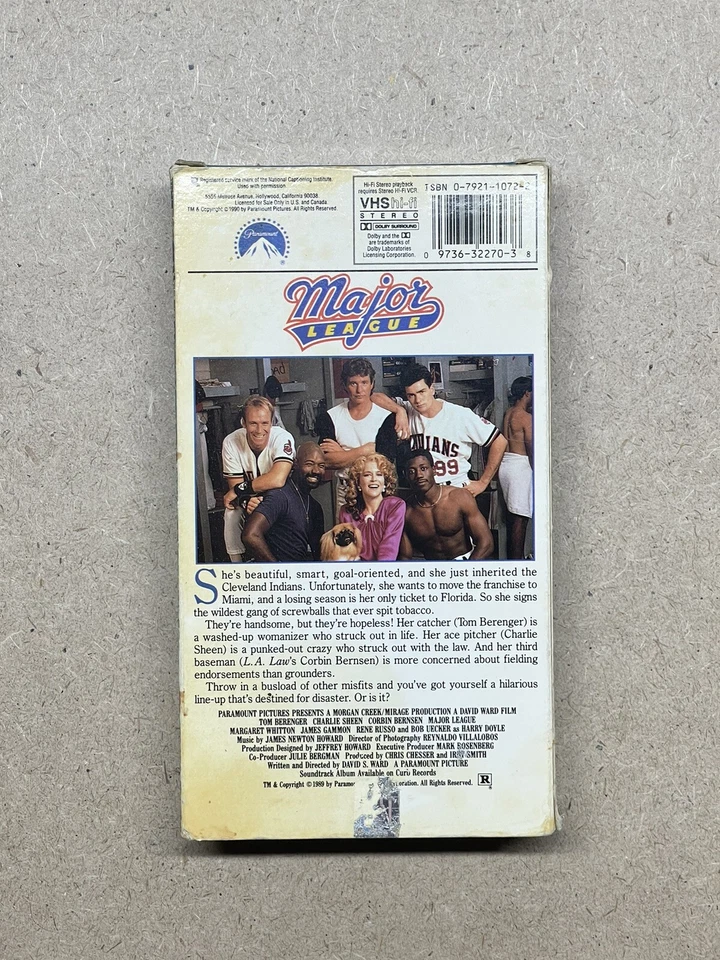 Registered service mark of the National Captioning Institute.
Used with permission.
5555 Melrose Avenue, Hollywood, California 90038
Licensed for Sale Only in U.S. and Canada.
TM & Copyright © 1990 by Paramount Pictures. All Rights Reserved.
Paramount
Hi-Fi Stereo playback
requires Stereo Hi-Fi VCR.
VHS hi-fi
STEREO
DOLBY SURROUND
Dolby and the
are trademarks of
Dolby Laboratories
Licensing Corporation.
ISBN 0-7921-1072-
0 9736-32270-3 8
Major
LEAGUE
INDIANS
99
She's beautiful, smart, goal-oriented, and she just inherited the
Cleveland Indians. Unfortunately, she wants to move the franchise to
Miami, and a losing season is her only ticket to Florida. So she signs
the wildest gang of screwballs that ever spit tobacco.
They're handsome, but they're hopeless! Her catcher (Tom Berenger) is
a washed-up womanizer who struck out in life. Her ace pitcher (Charlie
Sheen) is a punked-out crazy who struck out with the law. And her third
baseman (L.A. Law's Corbin Bernsen) is more concerned about fielding
endorsements than grounders.
Throw in a busload of other misfits and you've got yourself a hilarious
line-up that's destined for disaster. Or is it?
PARAMOUNT PICTURES PRESENTS A MORGAN CREEK/MIRAGE PRODUCTION A DAVID WARD FILM
TOM BERENGER CHARLIE SHEEN CORBIN BERNSEN MAJOR LEAGUE
MARGARET WHITTON JAMES GAMMON RENE RUSSO and BOB UECKER as HARRY DOYLE
Music by JAMES NEWTON HOWARD Director of Photography REYNALDO VILLALOBOS
Production Designed by JEFFREY HOWARD Executive Producer MARK ROSENBERG
Co-Producer JULIE BERGMAN Produced by CHRIS CHESSER and IRBY SMITH
Written and Directed by DAVID S. WARD A PARAMOUNT PICTURE
Soundtrack Album Available on Curb Records
TM & Copyright © 1989 by Paramo oration. All Rights Reserved.
R